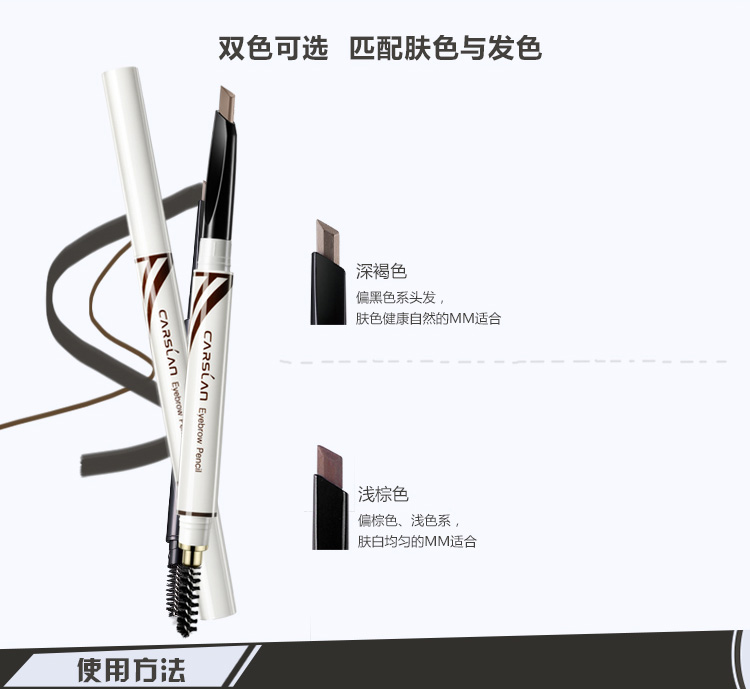 双色可选 匹配肤色与发色
深褐色
偏黑色系头发，
肤色健康自然的MM适合
CARSLAN
Eyebrow Pencil
CARSLAN
Eyebrow Pe
浅棕色
偏棕色、浅色系，
肤白均匀的MM适合
使用方法